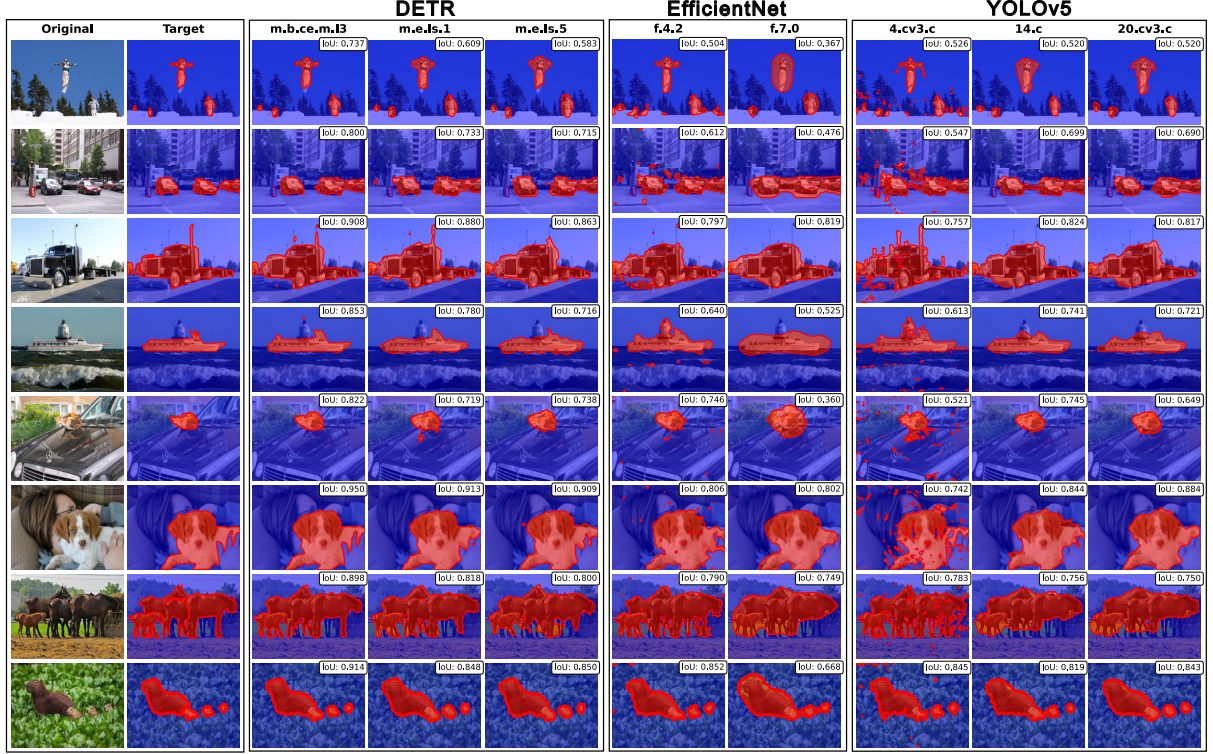 DETR EfficientNet YOLOv5
Original Target m.b.ce.m.l3 m.e.ls.1 m.e.ls.5 f.4.2 f.7.0 4.cv3.c 14.c 20.cv3.c
IoU: 0.737 IoU: 0.609 IoU: 0.583 IoU: 0.504 IoU: 0.367 IoU: 0.526 IoU: 0.520 IoU: 0.520
IoU: 0.800 IoU: 0.733 IoU: 0.715 IoU: 0.612 IoU: 0.476 IoU: 0.547 IoU: 0.699 IoU: 0.690
IoU: 0.908 IoU: 0.880 IoU: 0.863 IoU: 0.797 IoU: 0.819 IoU: 0.757 IoU: 0.824 IoU: 0.817
IoU: 0.853 IoU: 0.780 IoU: 0.716 IoU: 0.640 IoU: 0.525 IoU: 0.613 IoU: 0.741 IoU: 0.721
IoU: 0.822 IoU: 0.719 IoU: 0.738 IoU: 0.746 IoU: 0.360 IoU: 0.521 IoU: 0.745 IoU: 0.649
IoU: 0.950 IoU: 0.913 IoU: 0.909 IoU: 0.806 IoU: 0.802 IoU: 0.742 IoU: 0.844 IoU: 0.884
IoU: 0.898 IoU: 0.818 IoU: 0.800 IoU: 0.790 IoU: 0.749 IoU: 0.783 IoU: 0.756 IoU: 0.750
IoU: 0.914 IoU: 0.848 IoU: 0.850 IoU: 0.852 IoU: 0.668 IoU: 0.845 IoU: 0.819 IoU: 0.843